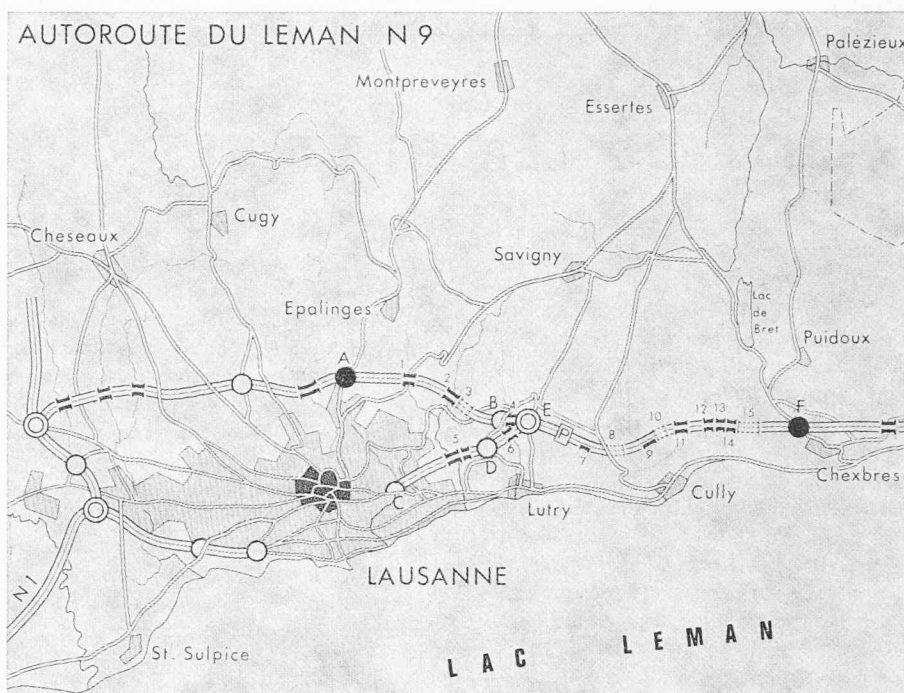 AUTOROUTE DU LEMAN N 9
Palézieux
Montpreveyres
Essertes
Cugy
Cheseaux
Savigny
Epalinges
Lac
de
Bret
Puidoux
A
1
2
3
B
4
E
F
5
6
P
7
8
9
10
11
12 13
14
15
D
C
Chexbres
Cully
Lutry
LAUSANNE
N I
St. Sulpice
LAC LEMAN